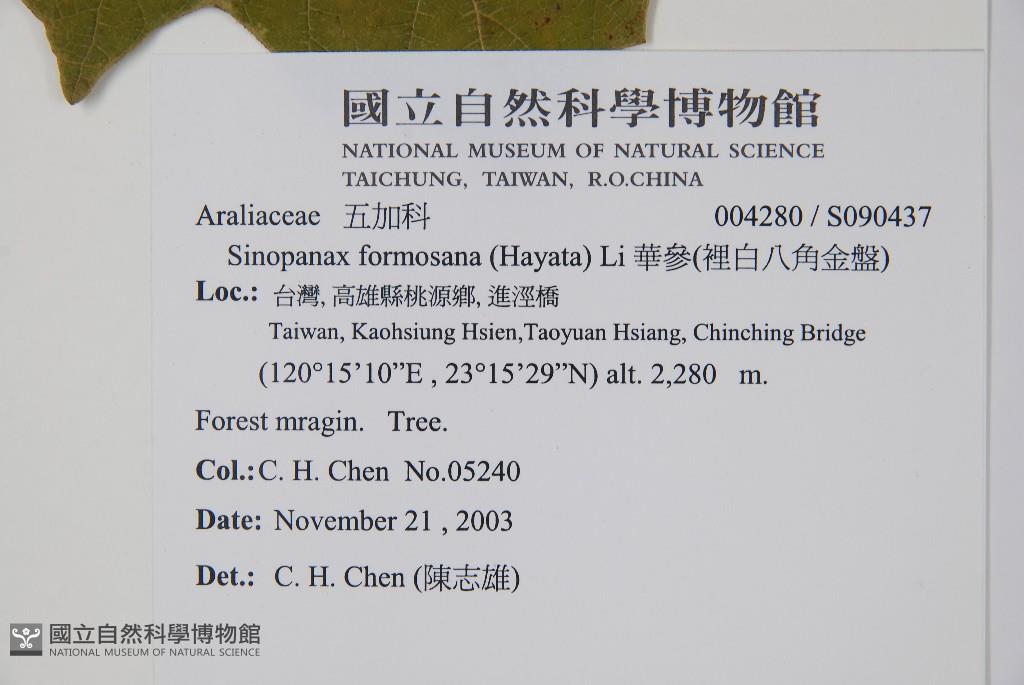 國立自然科學博物館
NATIONAL MUSEUM OF NATURAL SCIENCE
TAICHUNG, TAIWAN, R.O.CHINA
Araliaceae 五加科 004280 / S090437
Sinopanax formosana (Hayata) Li 華參(裡白八角金盤)
Loc.: 台灣, 高雄縣桃源鄉, 進涇橋
Taiwan, Kaohsiung Hsien,Taoyuan Hsiang, Chinching Bridge
(120°15’10”E , 23°15’29”N) alt. 2,280 m.
Forest mragin. Tree.
Col.: C. H. Chen No.05240
Date: November 21 , 2003
Det.: C. H. Chen (陳志雄)
國立自然科學博物館
NATIONAL MUSEUM OF NATURAL SCIENCE